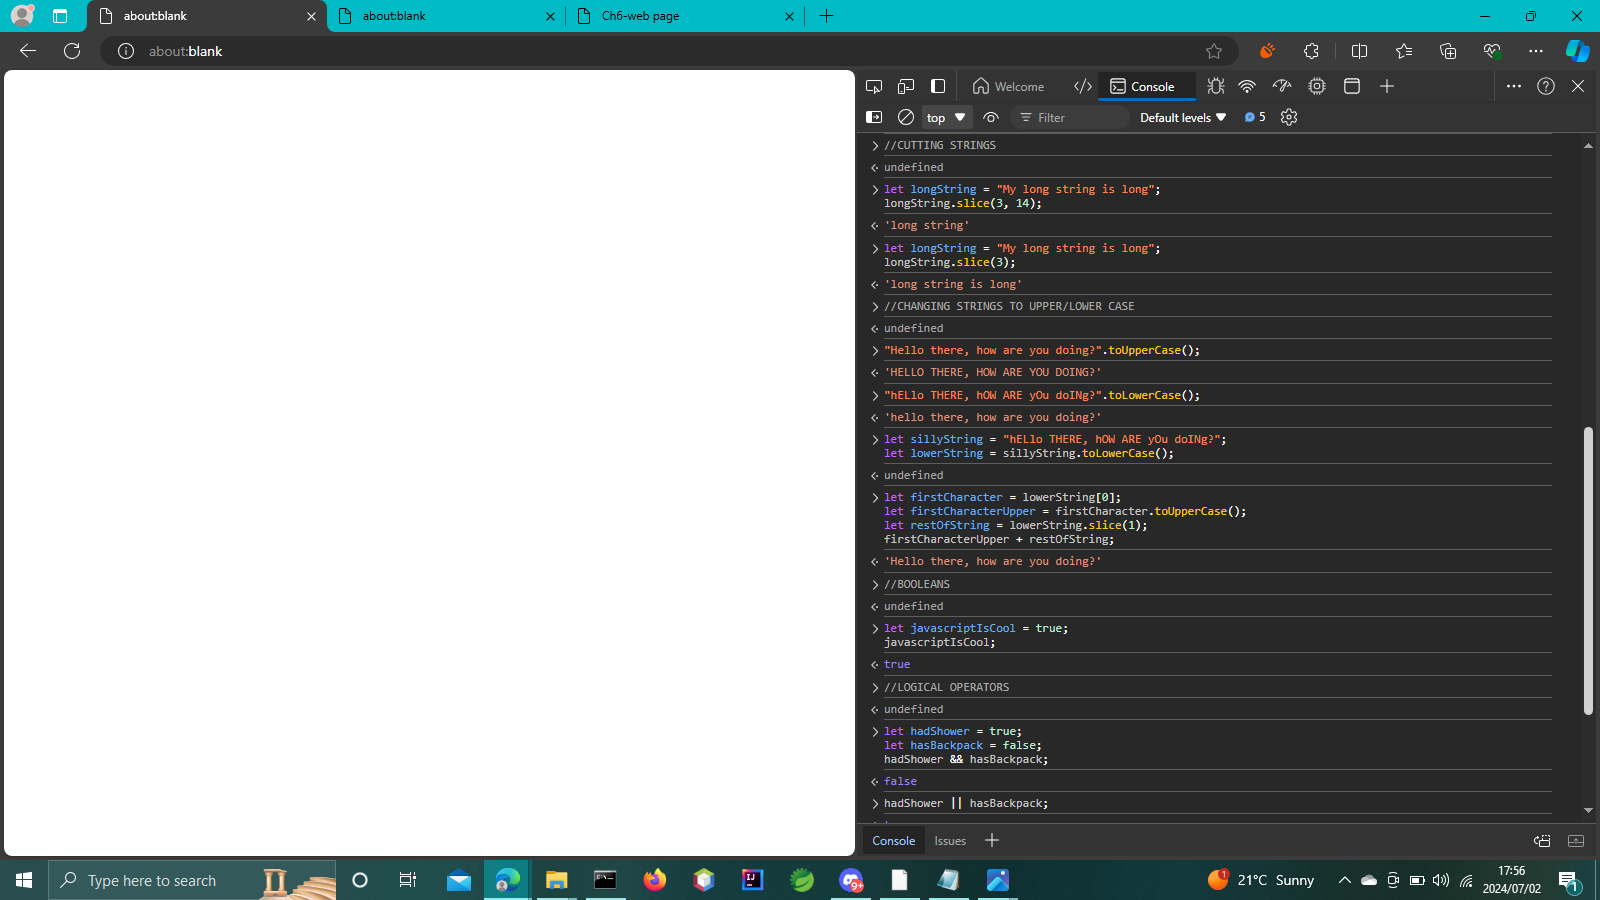 about:blank
about:blank
Ch6-web page
about:blank
Welcome
Console
top
Filter
Default levels
5
//CUTTING STRINGS
undefined
let longString = "My long string is long";
longString.slice(3, 14);
'long string'
let longString = "My long string is long";
longString.slice(3);
'long string is long'
//CHANGING STRINGS TO UPPER/LOWER CASE
undefined
"Hello there, how are you doing?".toUpperCase();
'HELLO THERE, HOW ARE YOU DOING?'
"hELlo THERE, hOW ARE yOu doINg?".toLowerCase();
'hello there, how are you doing?'
let sillyString = "hELlo THERE, hOW ARE yOu doINg?";
let lowerString = sillyString.toLowerCase();
undefined
let firstCharacter = lowerString[0];
let firstCharacterUpper = firstCharacter.toUpperCase();
let restOfString = lowerString.slice(1);
firstCharacterUpper + restOfString;
'Hello there, how are you doing?'
//BOOLEANS
undefined
let javascriptIsCool = true;
javascriptIsCool;
true
//LOGICAL OPERATORS
undefined
let hadShower = true;
let hasBackpack = false;
hadShower && hasBackpack;
false
hadShower || hasBackpack;
Console
Issues
Type here to search
9+
1
21°C Sunny
17:56
2024/07/02
1